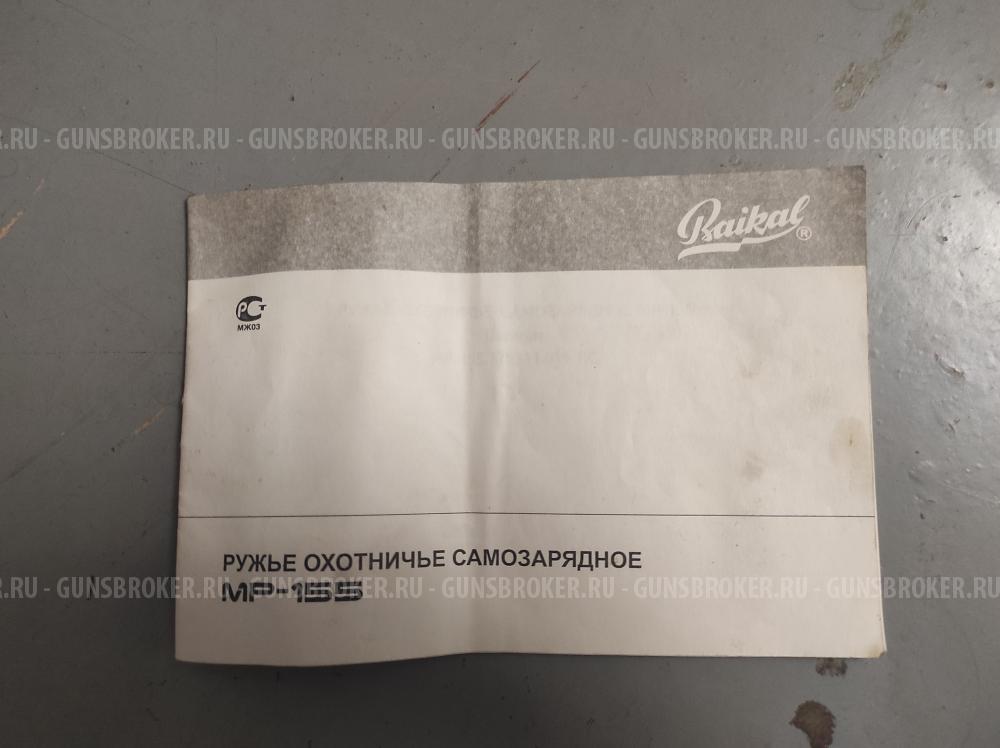 .RU - GUNSBROKER.RU - GUNSBROKER.RU - GUNSBROKER.RU - GUNSBROKER.RU - GUNSBROKER.RU -
Baikal ®
РСТ
МЖ03
РУЖЬЕ ОХОТНИЧЬЕ САМОЗАРЯДНОЕ
.RU - GUNSBROKER.RU - GUNSBROKER.RU - GUNSBROKER.RU - GUNSBROKER.RU - GUNSBROKER.RU -
MP-155